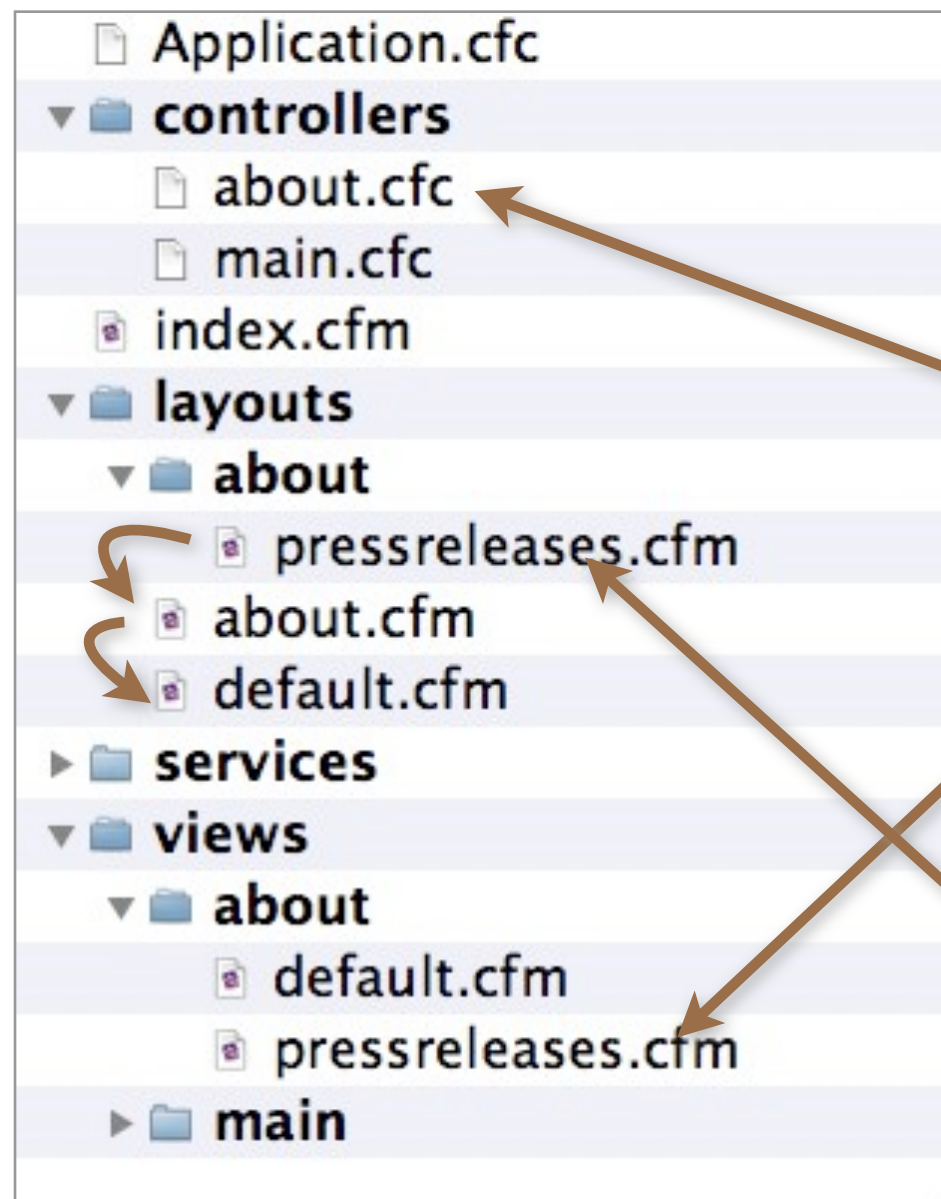 Application.cfc
controllers
about.cfc
main.cfc
index.cfm
layouts
about
pressreleases.cfm
about.cfm
default.cfm
services
views
about
default.cfm
pressreleases.cfm
main